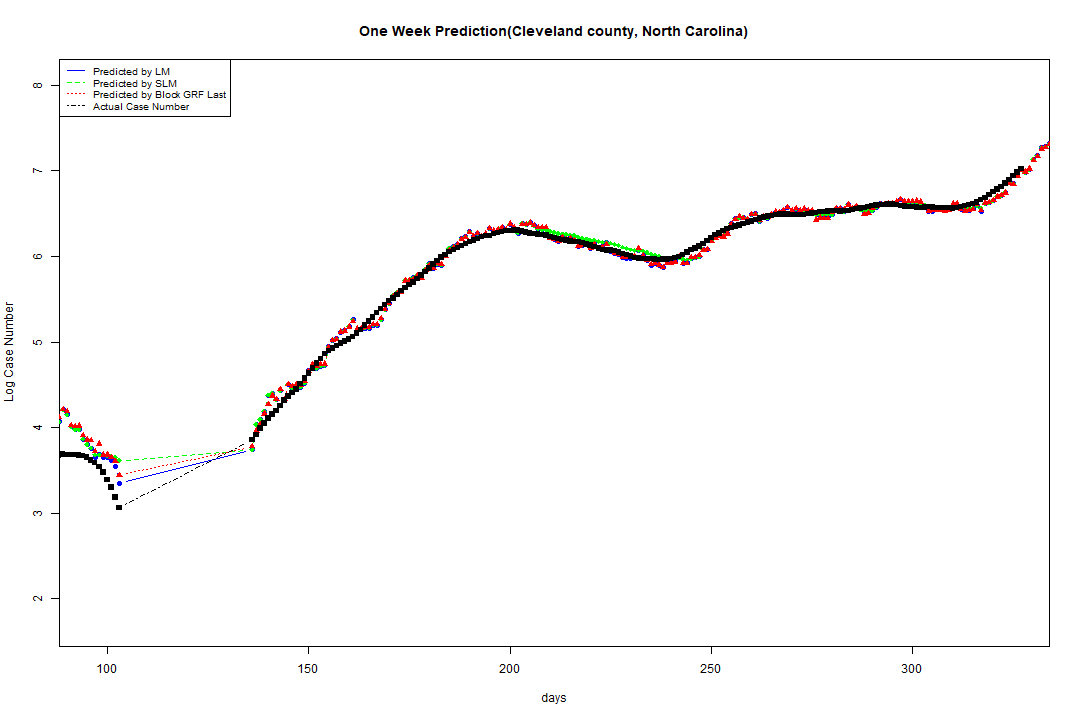 One Week Prediction(Cleveland county, North Carolina)
Predicted by LM
Predicted by SLM
Predicted by Block GRF Last
Actual Case Number
8
7
6
5
4
3
2
Log Case Number
100 150 200 250 300
days